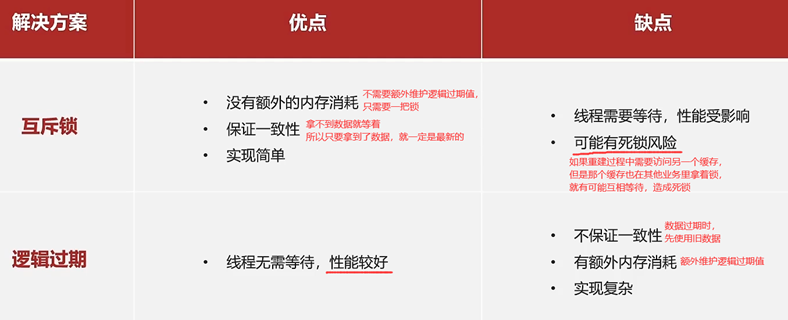 解决方案
优点
缺点
互斥锁
• 没有额外的内存消耗
不需要额外维护逻辑过期值，
只需要一把锁
• 保证一致性
拿不到数据就等着
所以只要拿到了数据，就一定是最新的
• 实现简单
• 线程需要等待，性能受影响
• 可能有死锁风险
如果重建过程中需要访问另一个缓存，
但是那个缓存也在其他业务里拿着锁，
就有可能互相等待，造成死锁
逻辑过期
• 线程无需等待，性能较好
• 不保证一致性
数据过期时，
先使用旧数据
• 有额外内存消耗
额外维护逻辑过期值
• 实现复杂